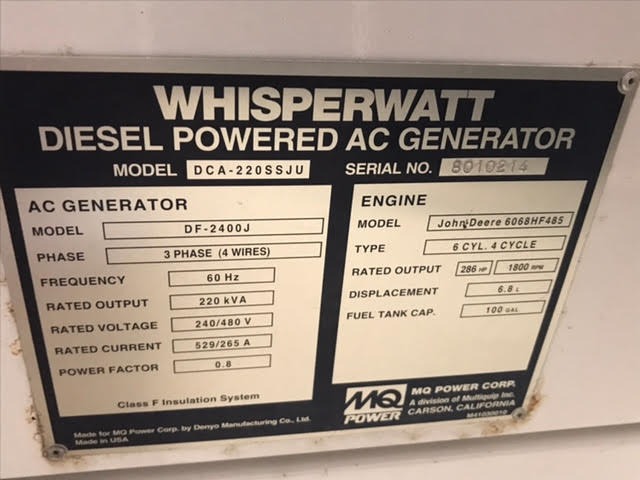 WHISPERWATT
DIESEL POWERED AC GENERATOR
MODEL DCA-220SSJU SERIAL NO. 8010214
AC GENERATOR
MODEL DF-2400J
PHASE 3 PHASE (4 WIRES)
FREQUENCY 60 Hz
RATED OUTPUT 220 kVA
RATED VOLTAGE 240/480 V
RATED CURRENT 529/265 A
POWER FACTOR 0.8
Class F Insulation System
Made for MQ Power Corp. by Denyo Manufacturing Co., Ltd.
Made in USA
ENGINE
MODEL John Deere 6068HF485
TYPE 6 CYL. 4 CYCLE
RATED OUTPUT 286 HP 1800 RPM
DISPLACEMENT 6.8 L
FUEL TANK CAP. 100 GAL
MQ POWER
MQ POWER CORP.
A division of Multiquip Inc.
CARSON, CALIFORNIA
M41030010